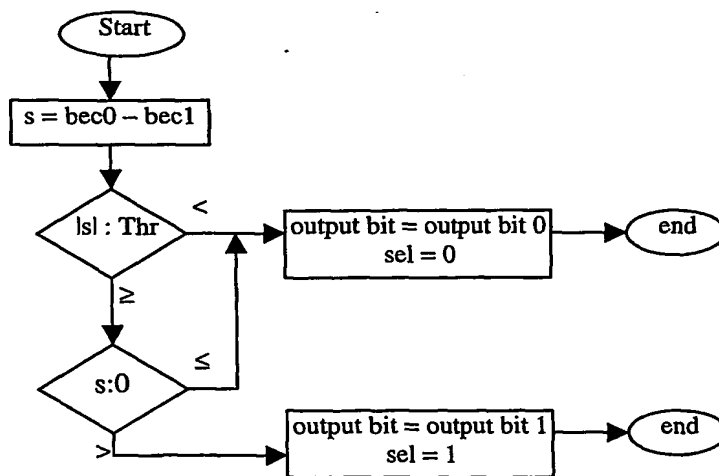 Start
s = bec0 – bec1
|s| : Thr
<
output bit = output bit 0
sel = 0
end
≥
s:0
≤
>
output bit = output bit 1
sel = 1
end